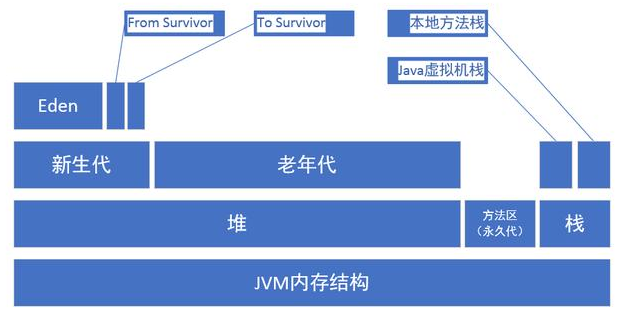 From Survivor
To Survivor
本地方法栈
Java虚拟机栈
Eden
新生代
老年代
堆
方法区
（永久代）
栈
JVM内存结构